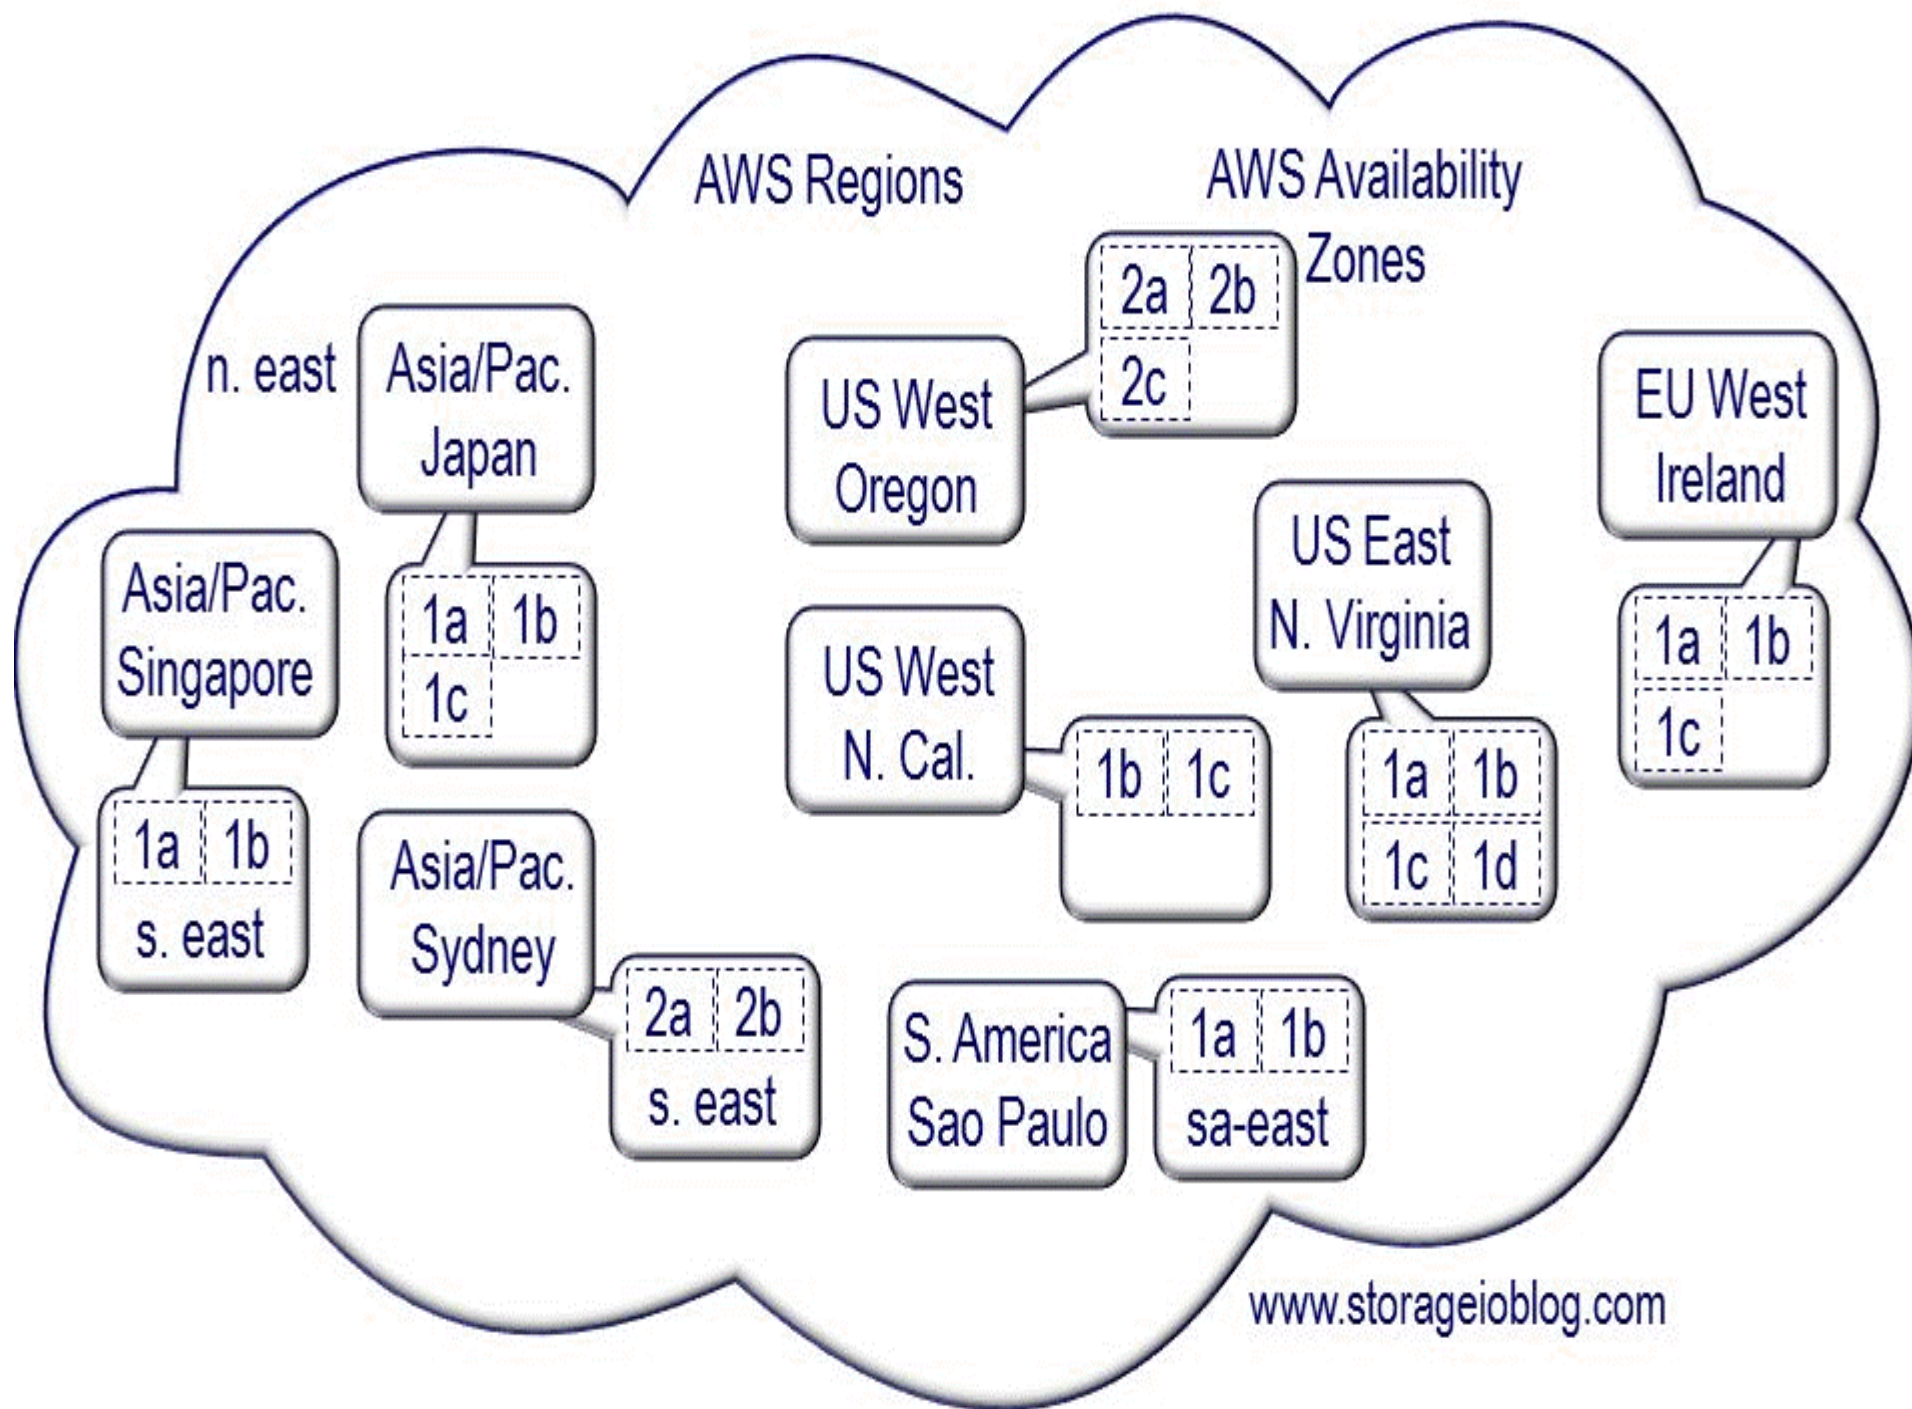 AWS Regions
AWS Availability
Zones
n. east
Asia/Pac.
Japan
1a 1b
1c
Asia/Pac.
Singapore
1a 1b
s. east
Asia/Pac.
Sydney
2a 2b
s. east
US West
Oregon
2a 2b
2c
US West
N. Cal.
1b 1c
US East
N. Virginia
1a 1b
1c 1d
EU West
Ireland
1a 1b
1c
S. America
Sao Paulo
1a 1b
sa-east
www.storageioblog.com